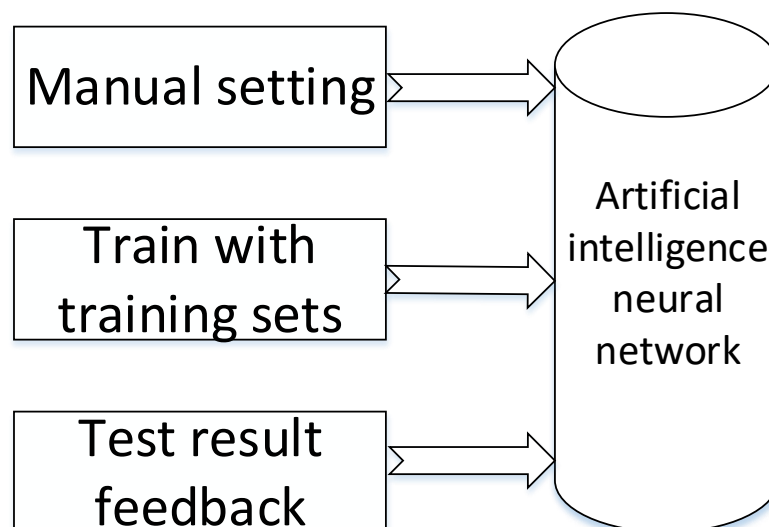 Manual setting
Train with
training sets
Test result
feedback
Artificial
intelligence
neural
network